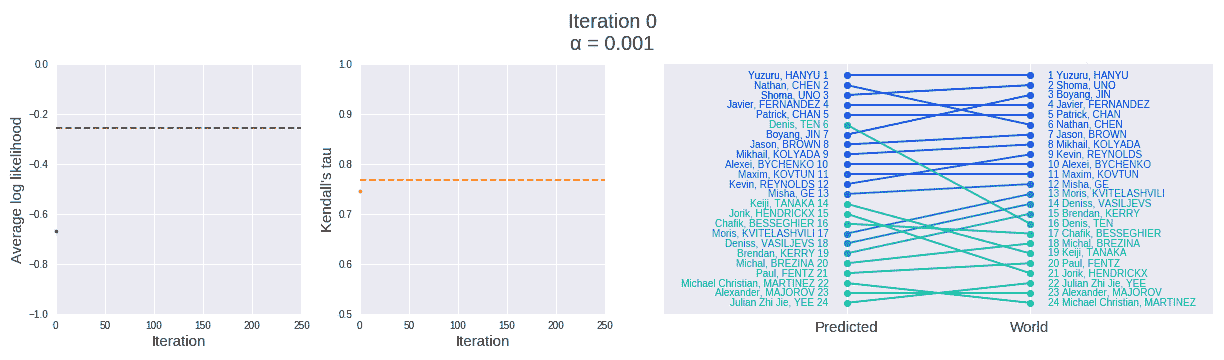 Iteration 0
α = 0.001
Average log likelihood
0.0
−0.2
−0.4
−0.6
−0.8
−1.0
0 50 100 150 200 250
Iteration
Kendall's tau
1.0
0.9
0.8
0.7
0.6
0.5
0 50 100 150 200 250
Iteration
Yuzuru, HANYU 1
Nathan, CHEN 2
Shoma, UNO 3
Javier, FERNANDEZ 4
Patrick, CHAN 5
Denis, TEN 6
Boyang, JIN 7
Jason, BROWN 8
Mikhail, KOLYADA 9
Alexei, BYCHENKO 10
Maxim, KOVTUN 11
Kevin, REYNOLDS 12
Misha, GE 13
Keiji, TANAKA 14
Jorik, HENDRICKX 15
Chafik, BESSEGHIER 16
Moris, KVITELASHVILI 17
Deniss, VASILJEVS 18
Brendan, KERRY 19
Michal, BREZINA 20
Paul, FENTZ 21
Michael Christian, MARTINEZ 22
Alexander, MAJOROV 23
Julian Zhi Jie, YEE 24
1 Yuzuru, HANYU
2 Shoma, UNO
3 Boyang, JIN
4 Javier, FERNANDEZ
5 Patrick, CHAN
6 Nathan, CHEN
7 Jason, BROWN
8 Mikhail, KOLYADA
9 Kevin, REYNOLDS
10 Alexei, BYCHENKO
11 Maxim, KOVTUN
12 Misha, GE
13 Moris, KVITELASHVILI
14 Deniss, VASILJEVS
15 Brendan, KERRY
16 Denis, TEN
17 Chafik, BESSEGHIER
18 Michal, BREZINA
19 Keiji, TANAKA
20 Paul, FENTZ
21 Jorik, HENDRICKX
22 Julian Zhi Jie, YEE
23 Alexander, MAJOROV
24 Michael Christian, MARTINEZ
Predicted
World